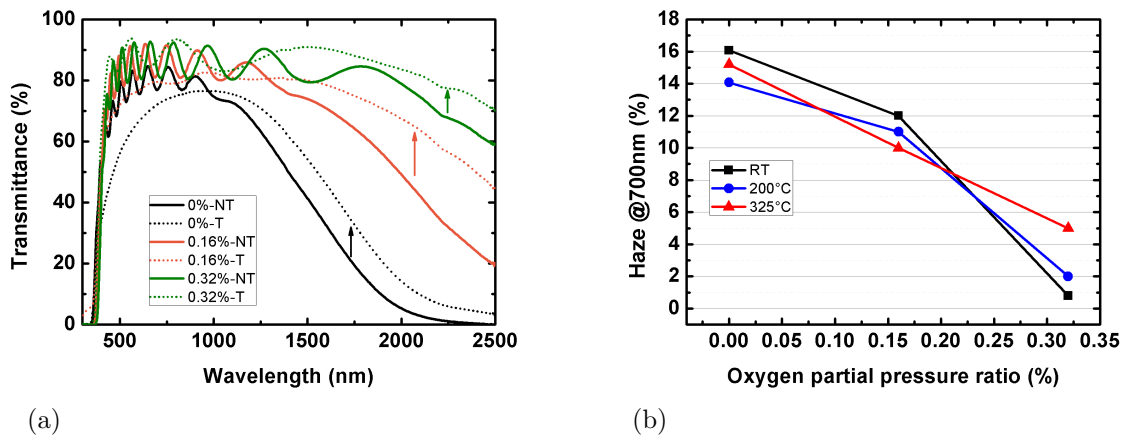 100
80
60
40
20
0
500
1000
1500
2000
2500
Transmittance (%)
Wavelength (nm)
0%-NT
0%-T
0.16%-NT
0.16%-T
0.32%-NT
0.32%-T
(a)
18
16
14
12
10
8
6
4
2
0
0.00
0.05
0.10
0.15
0.20
0.25
0.30
0.35
Haze @700nm (%)
Oxygen partial pressure ratio (%)
RT
200°C
325°C
(b)